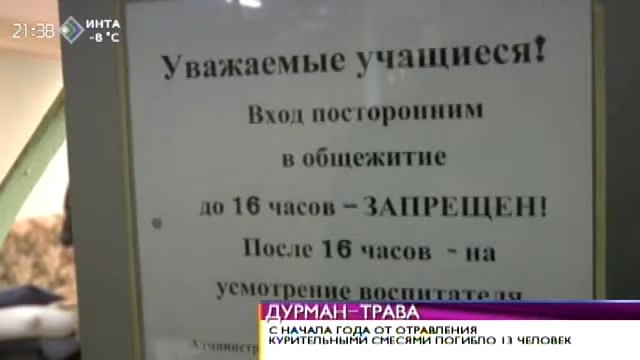 21:38
ИНТА
-8 °C
Уважаемые учащиеся!
Вход посторонним
в общежитие
до 16 часов – ЗАПРЕЩЕН!
После 16 часов - на
усмотрение воспитателя
ДУРМАН-ТРАВА
С НАЧАЛА ГОДА ОТ ОТРАВЛЕНИЯ
КУРИТЕЛЬНЫМИ СМЕСЯМИ ПОГИБЛО 13 ЧЕЛОВЕК